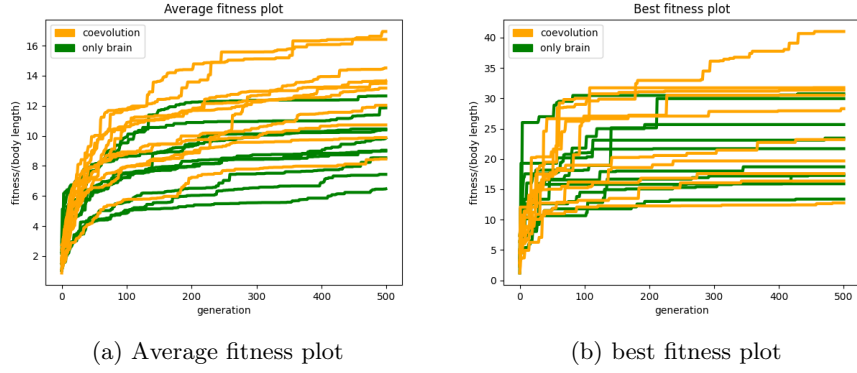 Average fitness plot
coevolution
only brain
fitness/(body length)
16
14
12
10
8
6
4
2
0 100 200 300 400 500
generation
(a) Average fitness plot
Best fitness plot
coevolution
only brain
fitness/(body length)
40
35
30
25
20
15
10
5
0
0 100 200 300 400 500
generation
(b) best fitness plot